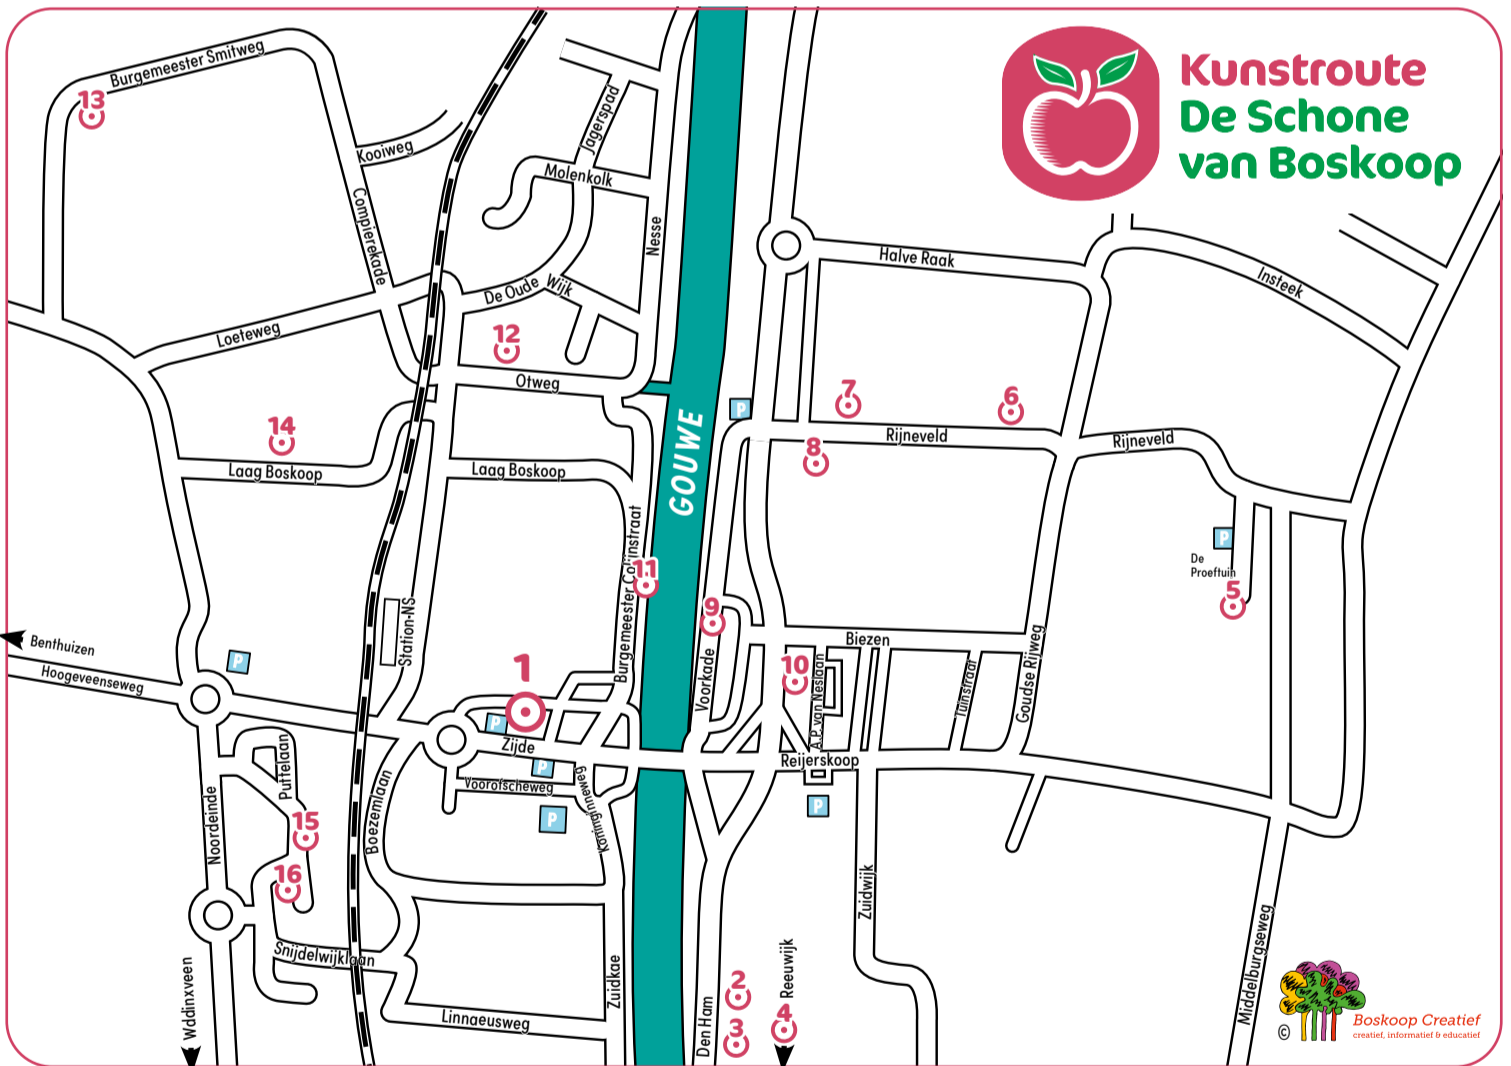 Kunstroute
De Schone
van Boskoop
Burgemeester Smitweg
13
Kooiweg
Compierekade
Jagerspad
Molenkolk
Nesse
De Oude Wijk
Halve Raak
Insteek
Loeteweg
12
Otweg
14
Laag Boskoop
Laag Boskoop
GOUWE
P
7
6
8
Rijneveld
Rijneveld
P
De
Proeftuin
5
Burgemeester Colijnstraat
11
9
Station-NS
Benthuizen
Hoogeveenseweg
P
1
P
Zijde
P
Voorofscheweg
P
Koninginneweg
Voorkade
Biezen
10
A.P. van Neslaan
Tuinstraat
Goudse Rijweg
Reijerskoop
P
Puttelaan
Noordeinde
Boezemlaan
15
16
Snijdelwijklaan
Zuidwijk
Wddinxveen
Linnaeusweg
Zuidkae
Den Ham
2
3
4
Reeuwijk
Middelburgseweg
©
Boskoop Creatief
creatief, informatief & educatief